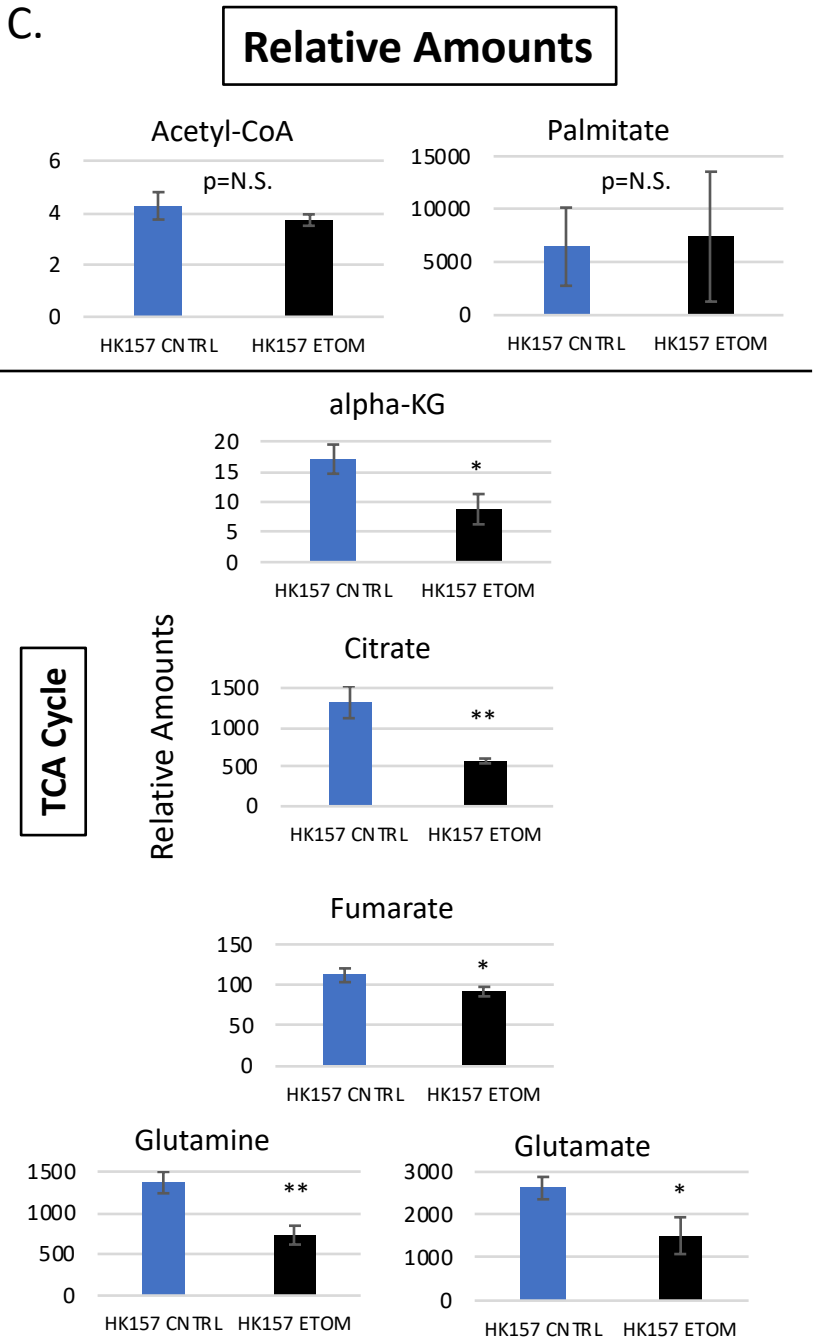 C.
Relative Amounts
Acetyl-CoA
6
4
2
0
p=N.S.
HK157 CNTRL HK157 ETOM
Palmitate
15000
10000
5000
0
p=N.S.
HK157 CNTRL HK157 ETOM
TCA Cycle
Relative Amounts
alpha-KG
20
15
10
5
0
*
HK157 CNTRL HK157 ETOM
Citrate
1500
1000
500
0
**
HK157 CNTRL HK157 ETOM
Fumarate
150
100
50
0
*
HK157 CNTRL HK157 ETOM
Glutamine
1500
1000
500
0
**
HK157 CNTRL HK157 ETOM
Glutamate
3000
2000
1000
0
*
HK157 CNTRL HK157 ETOM